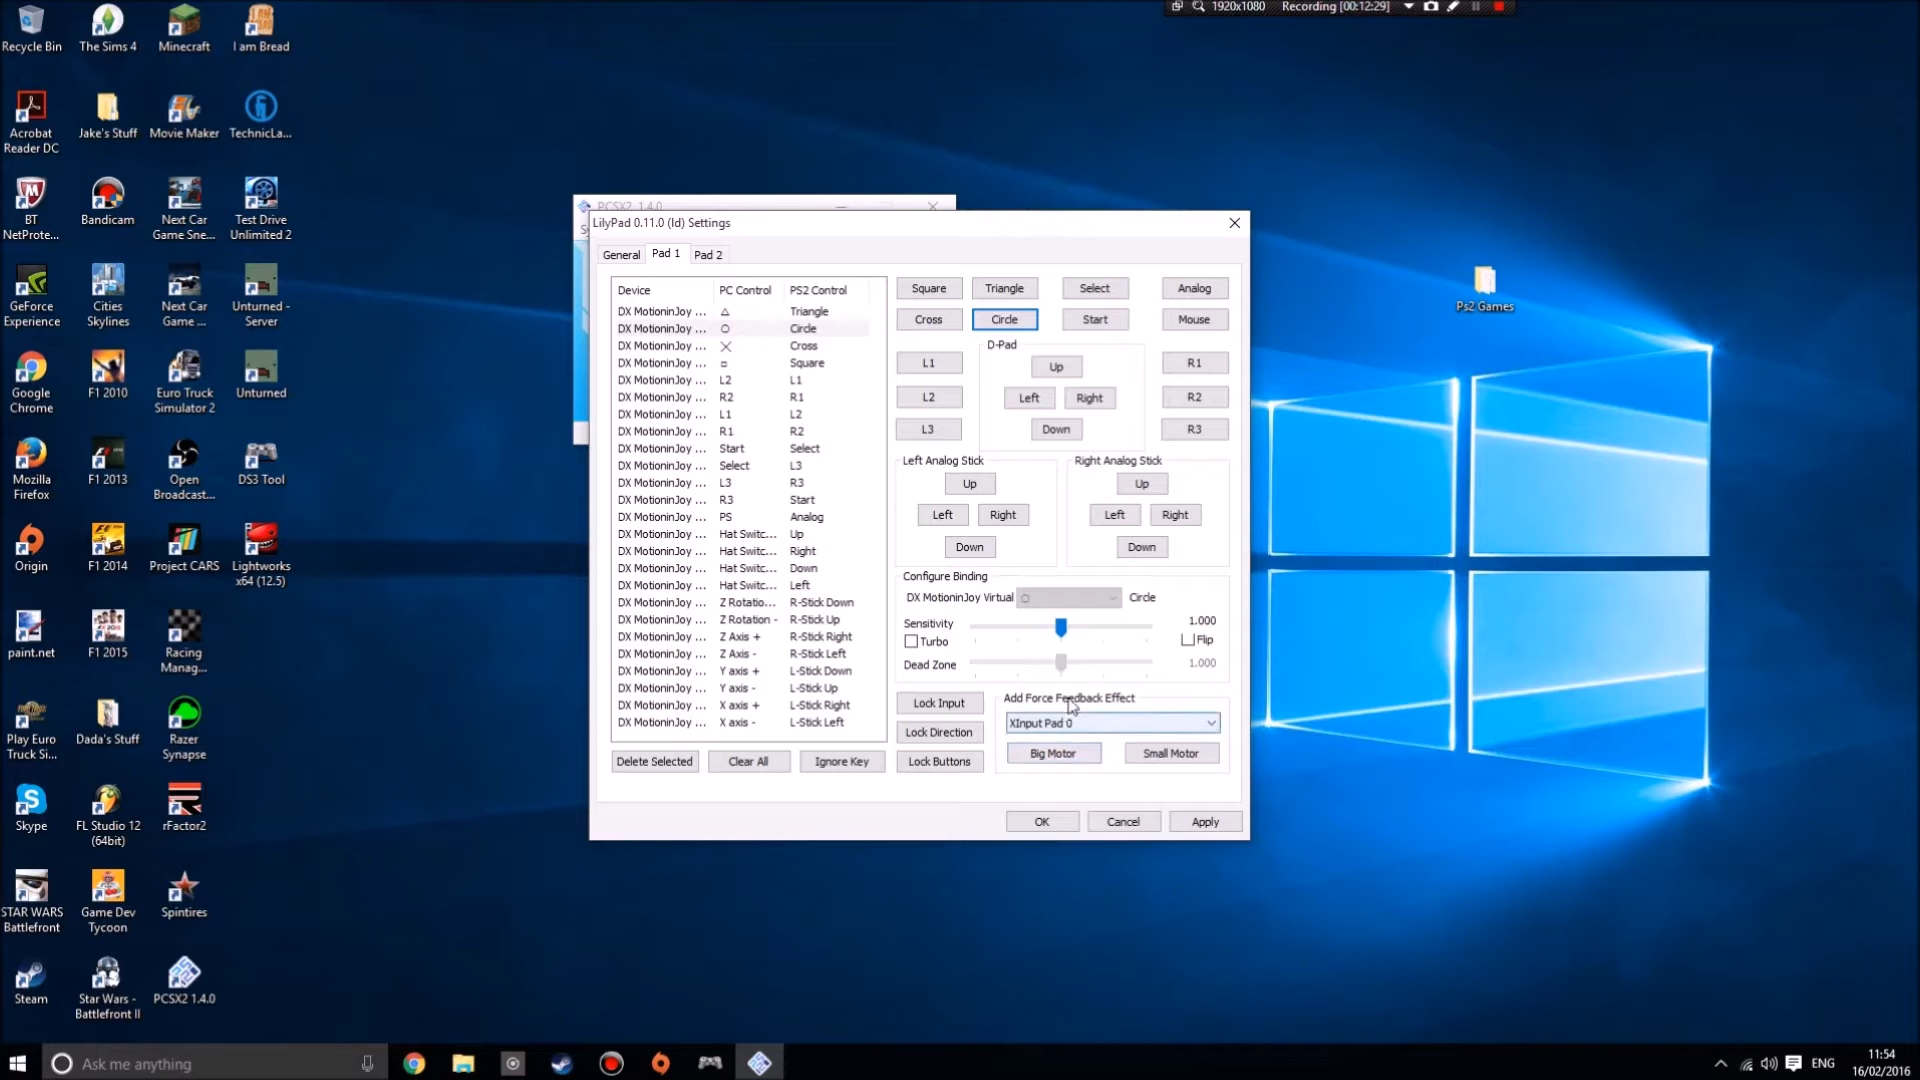 1920x1080 Recording [00:12:29]
Recycle Bin
The Sims 4
Minecraft
I am Bread
Acrobat
Reader DC
Jake's Stuff
Movie Maker
TechnicLa...
BT
NetProte...
Bandicam
Next Car
Game Sne...
Test Drive
Unlimited 2
GeForce
Experience
Cities
Skylines
Next Car
Game ...
Unturned -
Server
Google
Chrome
F1 2010
Euro Truck
Simulator 2
Unturned
Mozilla
Firefox
F1 2013
Open
Broadcast...
DS3 Tool
Origin
F1 2014
Project CARS
Lightworks
x64 (12.5)
paint.net
F1 2015
Racing
Manag...
Play Euro
Truck Si...
Dada's Stuff
Razer
Synapse
Skype
FL Studio 12
(64bit)
rFactor2
STAR WARS
Battlefront
Game Dev
Tycoon
Spintires
Steam
Star Wars -
Battlefront II
PCSX2 1.4.0
Ps2 Games
PCSX2 1.4.0
LilyPad 0.11.0 (ld) Settings
General Pad 1 Pad 2
Device PC Control PS2 Control
DX MotioninJoy ... △ Triangle
DX MotioninJoy ... ○ Circle
DX MotioninJoy ... ╳ Cross
DX MotioninJoy ... □ Square
DX MotioninJoy ... L2 L1
DX MotioninJoy ... R2 R1
DX MotioninJoy ... L1 L2
DX MotioninJoy ... R1 R2
DX MotioninJoy ... Start Select
DX MotioninJoy ... Select L3
DX MotioninJoy ... L3 R3
DX MotioninJoy ... R3 Start
DX MotioninJoy ... PS Analog
DX MotioninJoy ... Hat Switc... Up
DX MotioninJoy ... Hat Switc... Right
DX MotioninJoy ... Hat Switc... Down
DX MotioninJoy ... Hat Switc... Left
DX MotioninJoy ... Z Rotatio... R-Stick Down
DX MotioninJoy ... Z Rotation - R-Stick Up
DX MotioninJoy ... Z Axis + R-Stick Right
DX MotioninJoy ... Z Axis - R-Stick Left
DX MotioninJoy ... Y axis + L-Stick Down
DX MotioninJoy ... Y axis - L-Stick Up
DX MotioninJoy ... X axis + L-Stick Right
DX MotioninJoy ... X axis - L-Stick Left
Delete Selected Clear All Ignore Key
Square Triangle Select Analog
Cross Circle Start Mouse
D-Pad
L1 Up R1
L2 Left Right R2
L3 Down R3
Left Analog Stick Right Analog Stick
Up Up
Left Right Left Right
Down Down
Configure Binding
DX MotioninJoy Virtual ○ Circle
Sensitivity 1.000
Turbo Flip
Dead Zone 1.000
Lock Input
Lock Direction
Lock Buttons
Add Force Feedback Effect
XInput Pad 0
Big Motor Small Motor
OK Cancel Apply
Ask me anything
ENG
11:54
16/02/2016